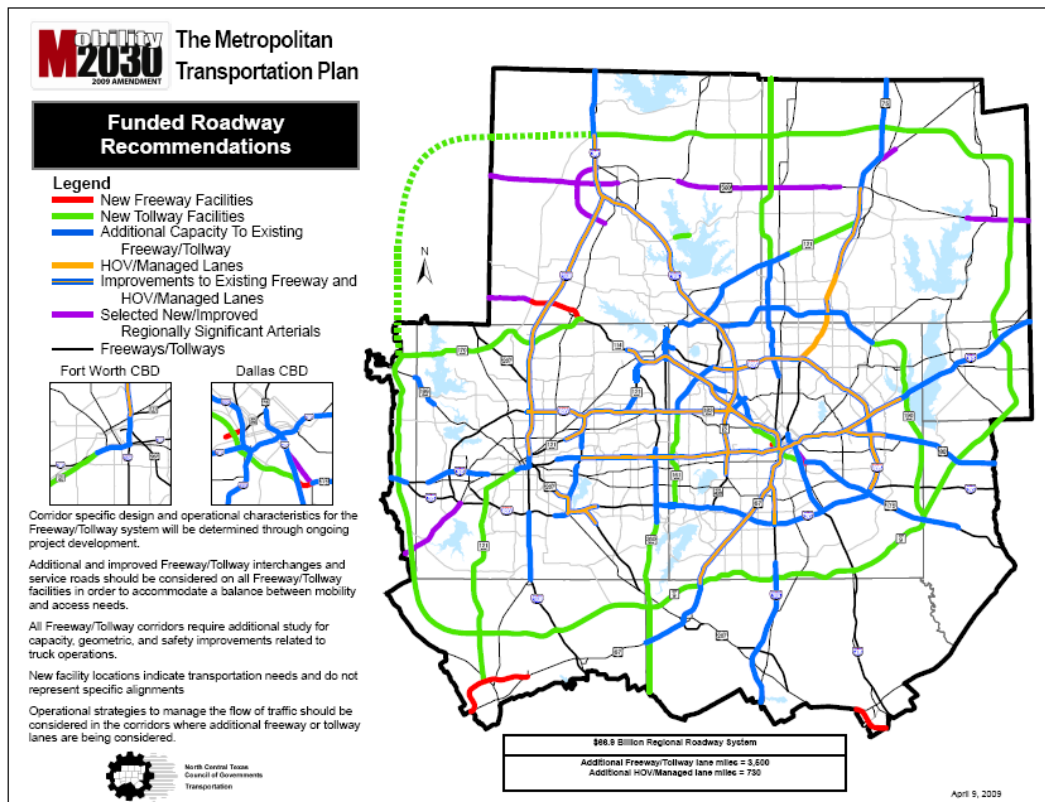 Mobility
M2030
2009 AMENDMENT
The Metropolitan
Transportation Plan
Funded Roadway
Recommendations
Legend
New Freeway Facilities
New Tollway Facilities
Additional Capacity To Existing
Freeway/Tollway
HOV/Managed Lanes
Improvements to Existing Freeway and
HOV/Managed Lanes
Selected New/Improved
Regionally Significant Arterials
Freeways/Tollways
Fort Worth CBD
Dallas CBD
N
Corridor specific design and operational characteristics for the
Freeway/Tollway system will be determined through ongoing
project development.
Additional and improved Freeway/Tollway interchanges and
service roads should be considered on all Freeway/Tollway
facilities in order to accommodate a balance between mobility
and access needs.
All Freeway/Tollway corridors require additional study for
capacity, geometric, and safety improvements related to
truck operations.
New facility locations indicate transportation needs and do not
represent specific alignments
Operational strategies to manage the flow of traffic should be
considered in the corridors where additional freeway or tollway
lanes are being considered.
North Central Texas
Council of Governments
Transportation
$66.9 Billion Regional Roadway System
Additional Freeway/Tollway lane miles = 3,500
Additional HOV/Managed lane miles = 730
April 9, 2009
121
114
121
121
360
287
67
67